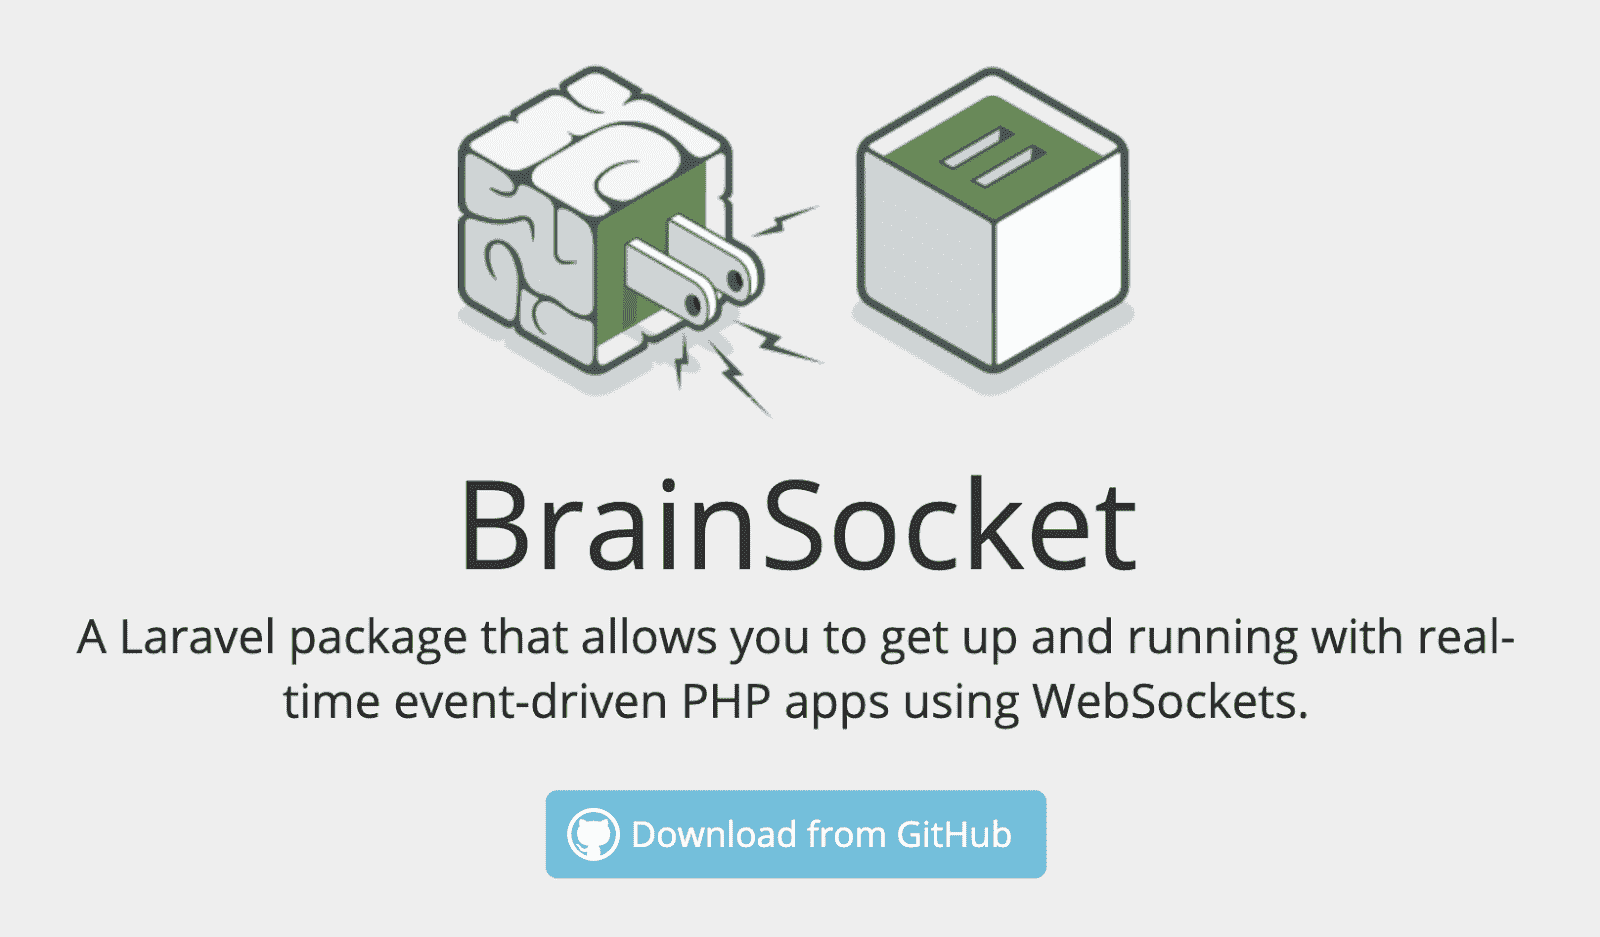 BrainSocket
A Laravel package that allows you to get up and running with real-
time event-driven PHP apps using WebSockets.
Download from GitHub